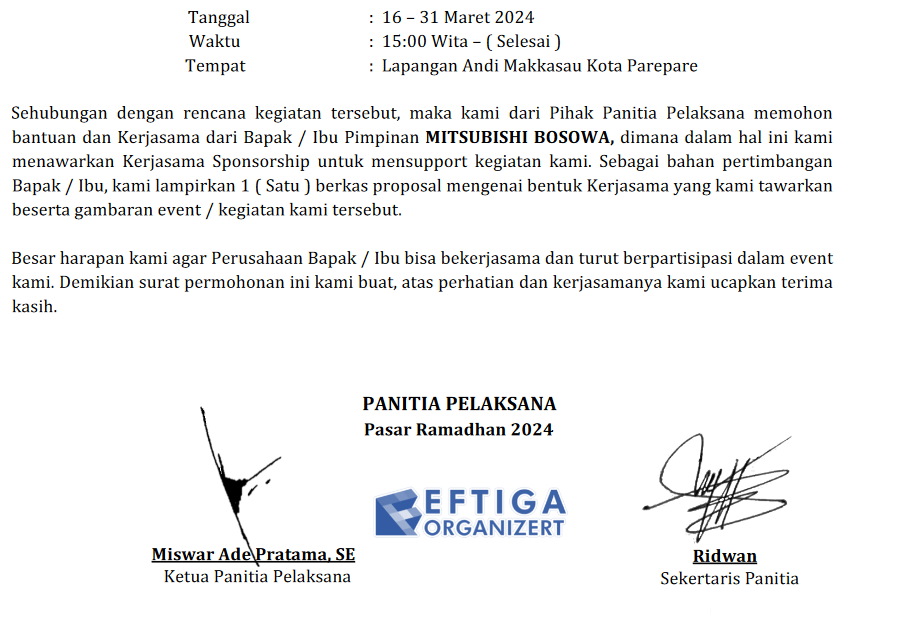 Tanggal : 16 – 31 Maret 2024
Waktu : 15:00 Wita – ( Selesai )
Tempat : Lapangan Andi Makkasau Kota Parepare
Sehubungan dengan rencana kegiatan tersebut, maka kami dari Pihak Panitia Pelaksana memohon
bantuan dan Kerjasama dari Bapak / Ibu Pimpinan MITSUBISHI BOSOWA, dimana dalam hal ini kami
menawarkan Kerjasama Sponsorship untuk mensupport kegiatan kami. Sebagai bahan pertimbangan
Bapak / Ibu, kami lampirkan 1 ( Satu ) berkas proposal mengenai bentuk Kerjasama yang kami tawarkan
beserta gambaran event / kegiatan kami tersebut.
Besar harapan kami agar Perusahaan Bapak / Ibu bisa bekerjasama dan turut berpartisipasi dalam event
kami. Demikian surat permohonan ini kami buat, atas perhatian dan kerjasamanya kami ucapkan terima
kasih.
PANITIA PELAKSANA
Pasar Ramadhan 2024
EFTIGA
ORGANIZERT
Miswar Ade Pratama, SE
Ketua Panitia Pelaksana
Ridwan
Sekertaris Panitia